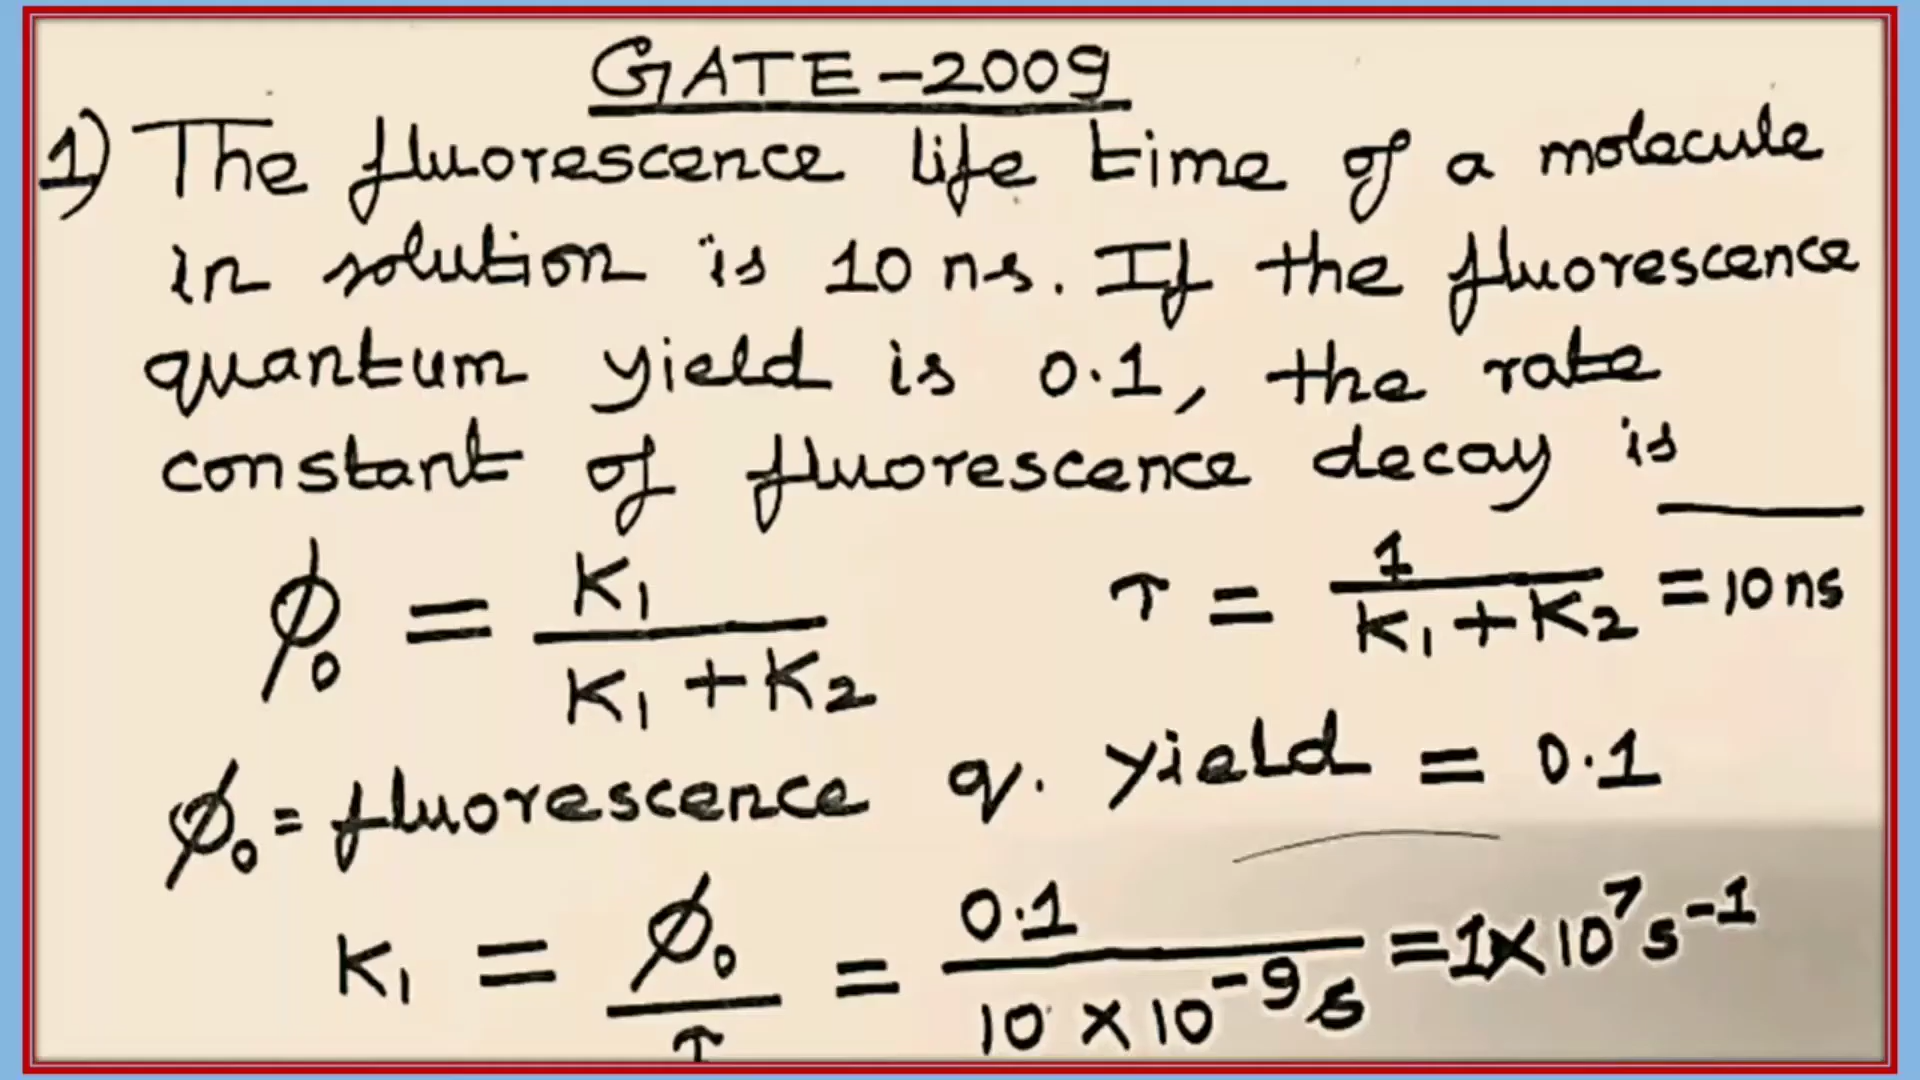 GATE-2009
1) The fluorescence life time of a molecule
in solution is 10 ns. If the fluorescence
quantum yield is 0.1, the rate
constant of fluorescence decay is ____
ϕ₀ = K₁ / K₁ + K₂    τ = 1 / K₁ + K₂ = 10 ns
ϕ₀ = fluorescence q. yield = 0.1
K₁ = ϕ₀ / τ = 0.1 / 10 × 10⁻⁹ s = 1 × 10⁷ s⁻¹